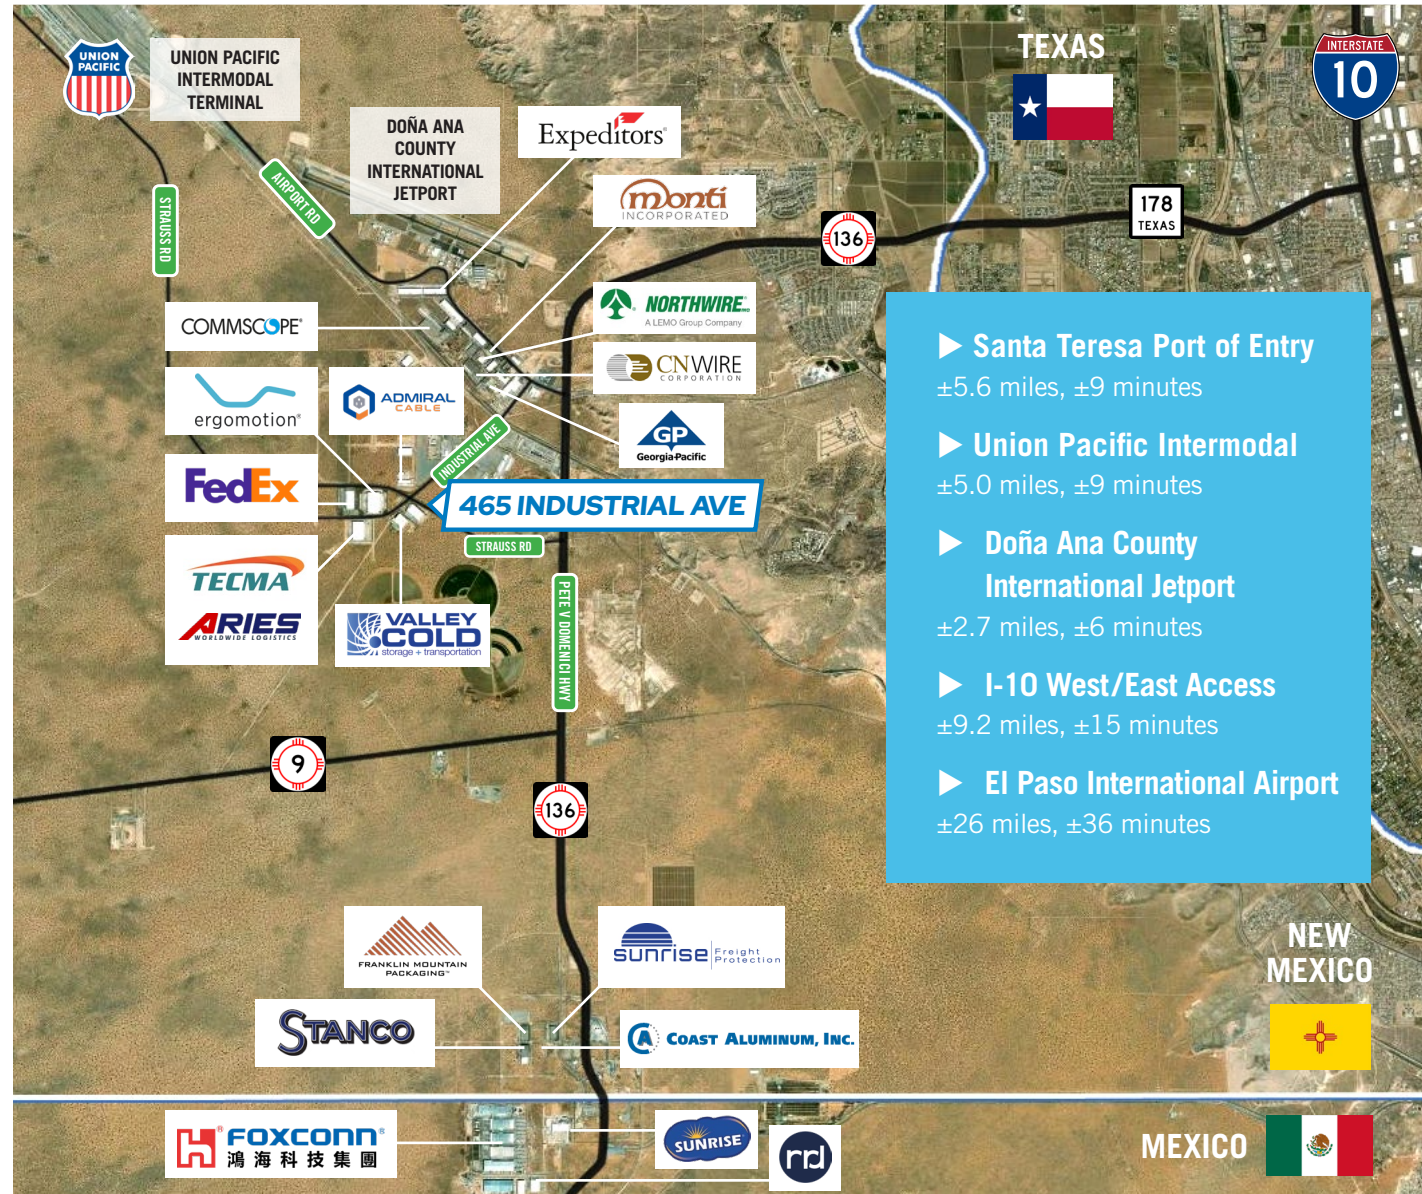 UNION
PACIFIC
UNION PACIFIC
INTERMODAL
TERMINAL
DOÑA ANA
COUNTY
INTERNATIONAL
JETPORT
Expeditors®
TEXAS
INTERSTATE
10
AIRPORT RD
STRAUSS RD
monti
INCORPORATED
136
178
TEXAS
COMMSCOPE®
NORTHWIRE INC
A LEMO Group Company
CNWIRE
CORPORATION
ergomotion®
ADMIRAL
CABLE
GP
Georgia-Pacific
INDUSTRIAL AVE
FedEx
465 INDUSTRIAL AVE
STRAUSS RD
TECMA
ARIES
WORLDWIDE LOGISTICS
VALLEY
COLD
storage + transportation
PETE V DOMENICI HWY
▶ Santa Teresa Port of Entry
±5.6 miles, ±9 minutes
▶ Union Pacific Intermodal
±5.0 miles, ±9 minutes
▶ Doña Ana County
International Jetport
±2.7 miles, ±6 minutes
▶ I-10 West/East Access
±9.2 miles, ±15 minutes
▶ El Paso International Airport
±26 miles, ±36 minutes
9
136
FRANKLIN MOUNTAIN
PACKAGING™
sunrise Freight
Protection
NEW
MEXICO
STANCO
CA COAST ALUMINUM, INC.
H® FOXCONN®
鴻海科技集團
SUNRISE®
rd
MEXICO